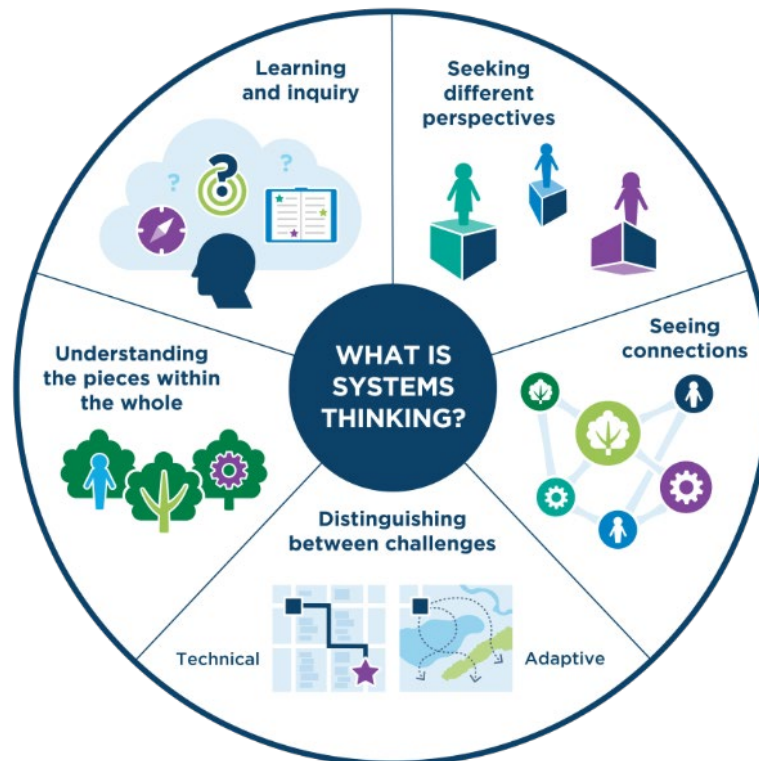 Learning
and inquiry
Seeking
different
perspectives
?
?
?
Understanding
the pieces within
the whole
WHAT IS
SYSTEMS
THINKING?
Seeing
connections
Distinguishing
between challenges
Technical
Adaptive